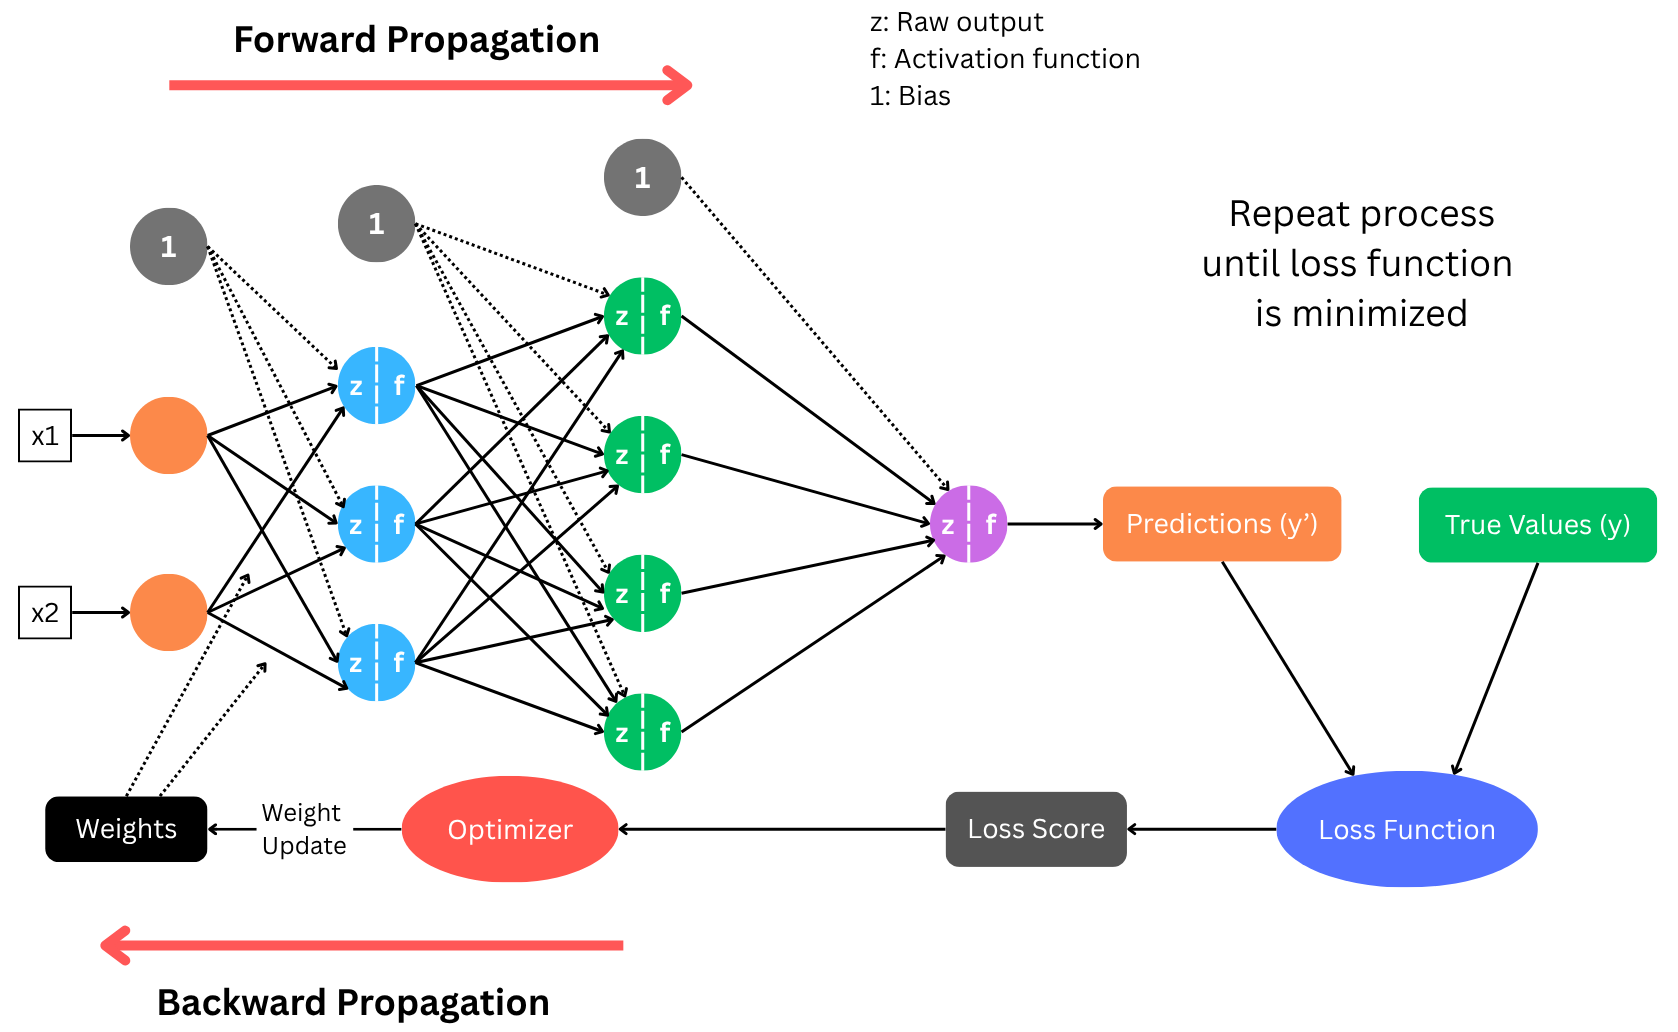 Forward Propagation
z: Raw output
f: Activation function
1: Bias
1
1
1
Repeat process
until loss function
is minimized
x1
x2
z f
z f
z f
z f
z f
z f
z f
z f
Predictions (y’)
True Values (y)
Weights
Weight
Update
Optimizer
Loss Score
Loss Function
Backward Propagation